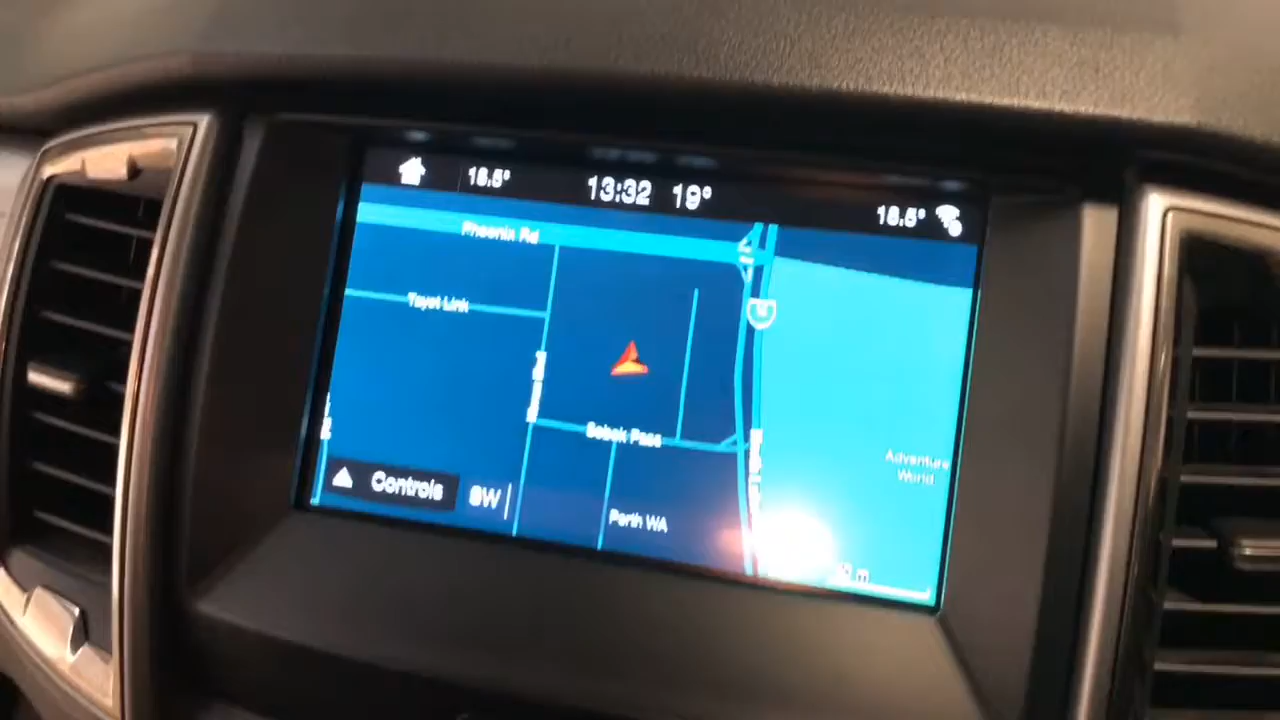 18.5° 13:32 19° 18.5°
Phoenix Rd
Sobek Pass
Adventure
World
Controls
SW
Perth WA